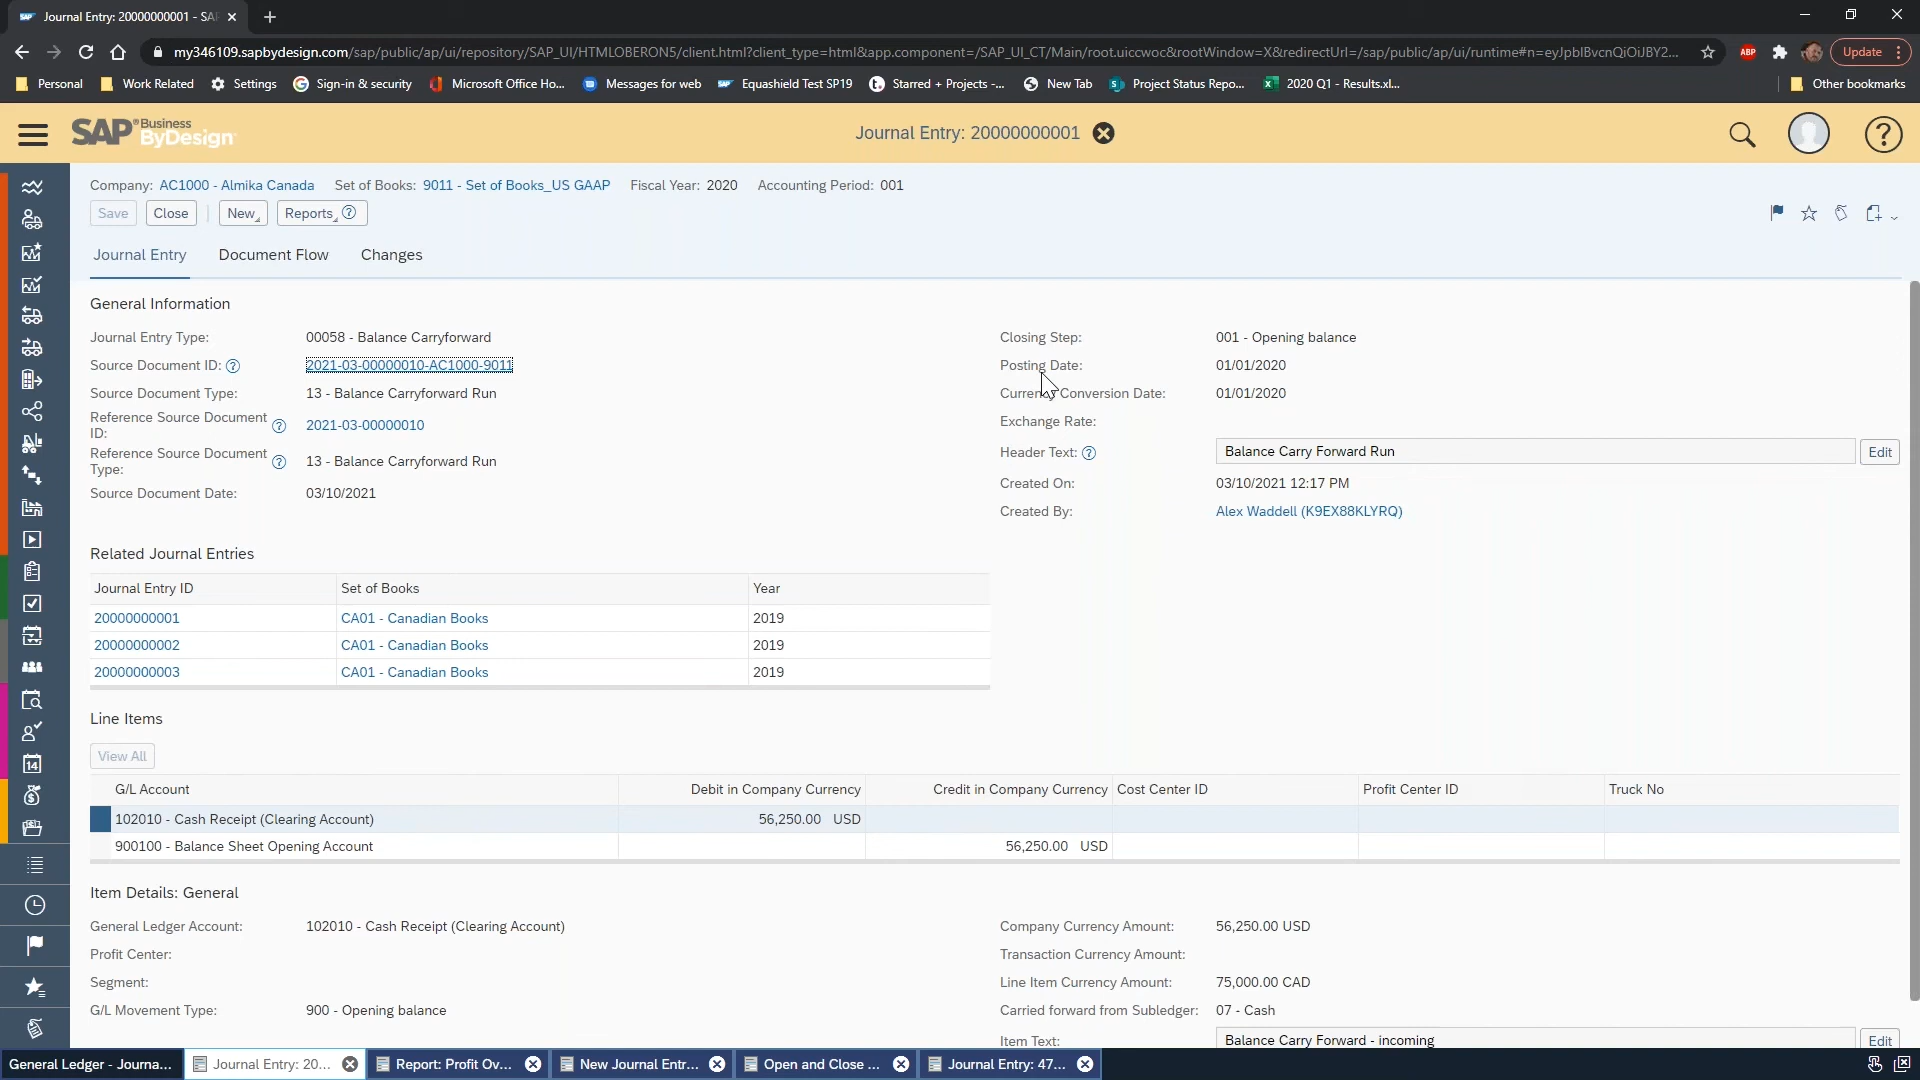 Journal Entry: 20000000001 - SAP
my346109.sapbydesign.com/sap/public/ap/ui/repository/SAP_UI/HTMLOBERON5/client.html?client_type=html&app.component=/SAP_UI_CT/Main/root.uiccwoc&rootWindow=X&redirectUrl=/sap/public/ap/ui/runtime#n=eyJpblBvcnQiOiJBY2...
ABP
Update
Personal
Work Related
Settings
Sign-in & security
Microsoft Office Ho...
Messages for web
Equashield Test SP19
Starred + Projects -...
New Tab
Project Status Repo...
2020 Q1 - Results.xl...
Other bookmarks
SAP Business ByDesign
Journal Entry: 20000000001
Company: AC1000 - Almika Canada Set of Books: 9011 - Set of Books_US GAAP Fiscal Year: 2020 Accounting Period: 001
Save Close New Reports
Journal Entry Document Flow Changes
General Information
Journal Entry Type: 00058 - Balance Carryforward
Source Document ID: 2021-03-00000010-AC1000-9011
Source Document Type: 13 - Balance Carryforward Run
Reference Source Document ID: 2021-03-00000010
Reference Source Document Type: 13 - Balance Carryforward Run
Source Document Date: 03/10/2021
Closing Step: 001 - Opening balance
Posting Date: 01/01/2020
Currency Conversion Date: 01/01/2020
Exchange Rate:
Header Text: Balance Carry Forward Run Edit
Created On: 03/10/2021 12:17 PM
Created By: Alex Waddell (K9EX88KLYRQ)
Related Journal Entries
Journal Entry ID Set of Books Year
20000000001 CA01 - Canadian Books 2019
20000000002 CA01 - Canadian Books 2019
20000000003 CA01 - Canadian Books 2019
Line Items
View All
G/L Account Debit in Company Currency Credit in Company Currency Cost Center ID Profit Center ID Truck No
102010 - Cash Receipt (Clearing Account) 56,250.00 USD
900100 - Balance Sheet Opening Account 56,250.00 USD
Item Details: General
General Ledger Account: 102010 - Cash Receipt (Clearing Account)
Profit Center:
Segment:
G/L Movement Type: 900 - Opening balance
Company Currency Amount: 56,250.00 USD
Transaction Currency Amount:
Line Item Currency Amount: 75,000.00 CAD
Carried forward from Subledger: 07 - Cash
Item Text: Balance Carry Forward - incoming Edit
14
General Ledger - Journa...
Journal Entry: 20...
Report: Profit Ov...
New Journal Entr...
Open and Close ...
Journal Entry: 47...